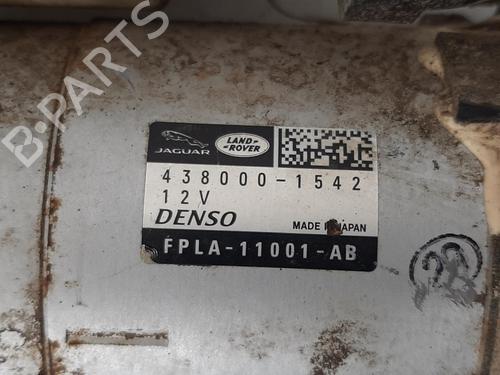 B-PARTS
JAGUAR
LAND-
-ROVER
438000-1542
12V
DENSO
MADE IN JAPAN
FPLA-11001-AB